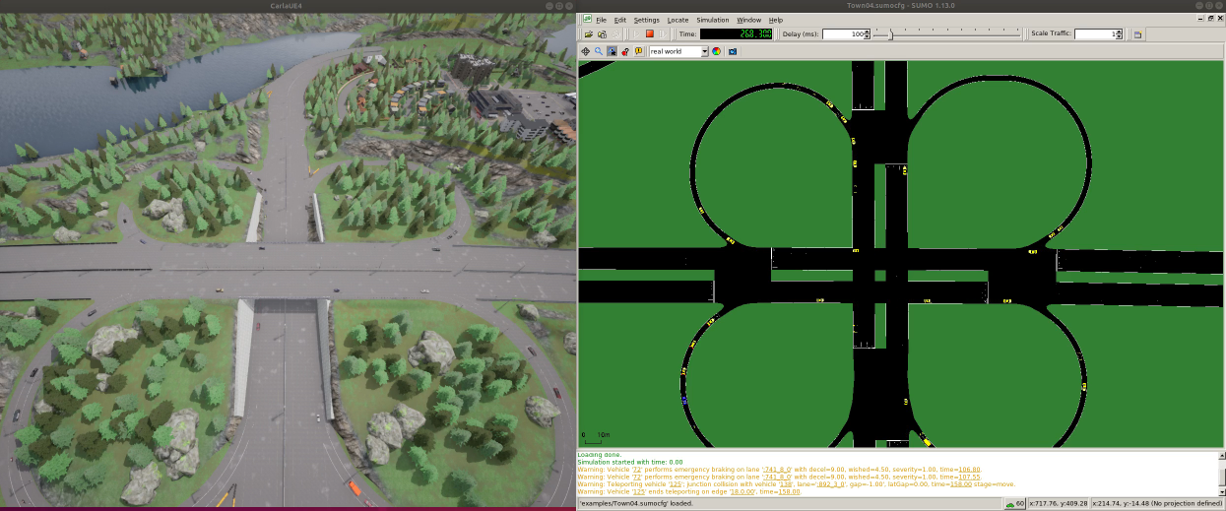 CarlaUE4
Town04.sumocfg - SUMO 1.13.0
File Edit Settings Locate Simulation Window Help
Time: 268.300 Delay (ms): 100 Scale Traffic: 1
real world
0 10m
Loading done.
Simulation started with time: 0.00
Warning: Vehicle '72' performs emergency braking on lane ':741_8_0' with decel=9.00, wished=4.50, severity=1.00, time=106.80.
Warning: Vehicle '72' performs emergency braking on lane ':741_8_0' with decel=9.00, wished=4.50, severity=1.00, time=107.55.
Warning: Teleporting vehicle '125'; junction collision with vehicle '138', lane=':892_3_0', gap=-1.00, latGap=0.00, time=158.00 stage=move.
Warning: Vehicle '125' ends teleporting on edge '18.0.00', time=158.00.
'examples/Town04.sumocfg' loaded.
60 x:717.76, y:409.28 x:214.74, y:-14.48 (No projection defined)